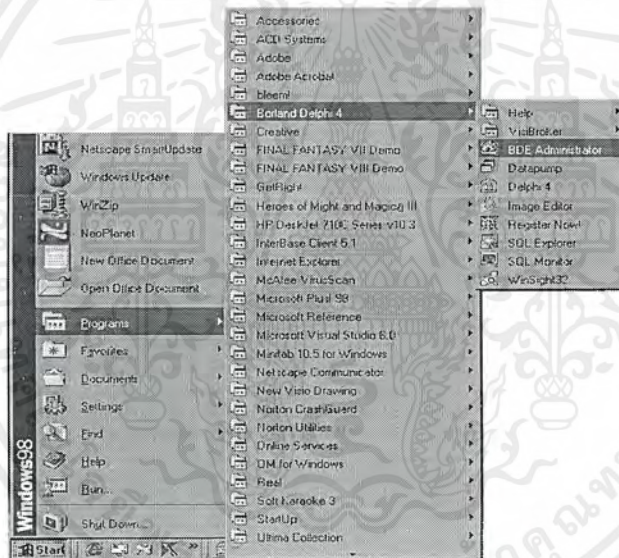 Netscape SmartUpdate
Windows Update
WinZip
NeoPlanet
New Office Document
Open Office Document
Programs
Favorites
Documents
Settings
Find
Help
Run...
Shut Down...
Windows98
Start
Accessories
ACD Systems
Adobe
Adobe Acrobat
bleem!
Borland Delphi 4
Creative
FINAL FANTASY VII Demo
FINAL FANTASY VIII Demo
GetRight
Heroes of Might and Magica III
HP DeskJet 710C Series v10.3
InterBase Client 5.1
Internet Explorer
McAfee VirusScan
Microsoft Plus! 98
Microsoft Reference
Microsoft Visual Studio 6.0
Minitab 10.5 for Windows
Netscape Communicator
New Visio Drawing
Norton CrashGuard
Norton Utilities
Online Services
QM for Windows
Real
Soft Karaoke 3
StartUp
Ultima Collection
Help
VisiBroker
BDE Administrator
Datapump
Delphi 4
Image Editor
Register Now!
SQL Explorer
SQL Monitor
WinSight32